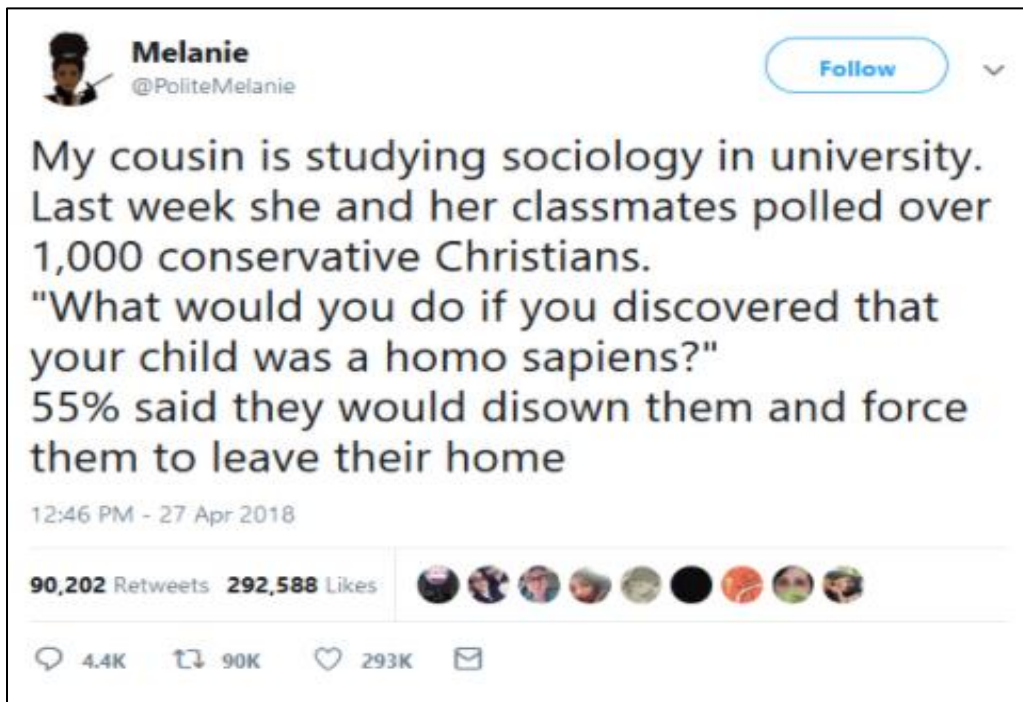 Melanie
@PoliteMelanie
Follow
My cousin is studying sociology in university.
Last week she and her classmates polled over
1,000 conservative Christians.
"What would you do if you discovered that
your child was a homo sapiens?"
55% said they would disown them and force
them to leave their home
12:46 PM - 27 Apr 2018
90,202 Retweets 292,588 Likes
4.4K 90K 293K